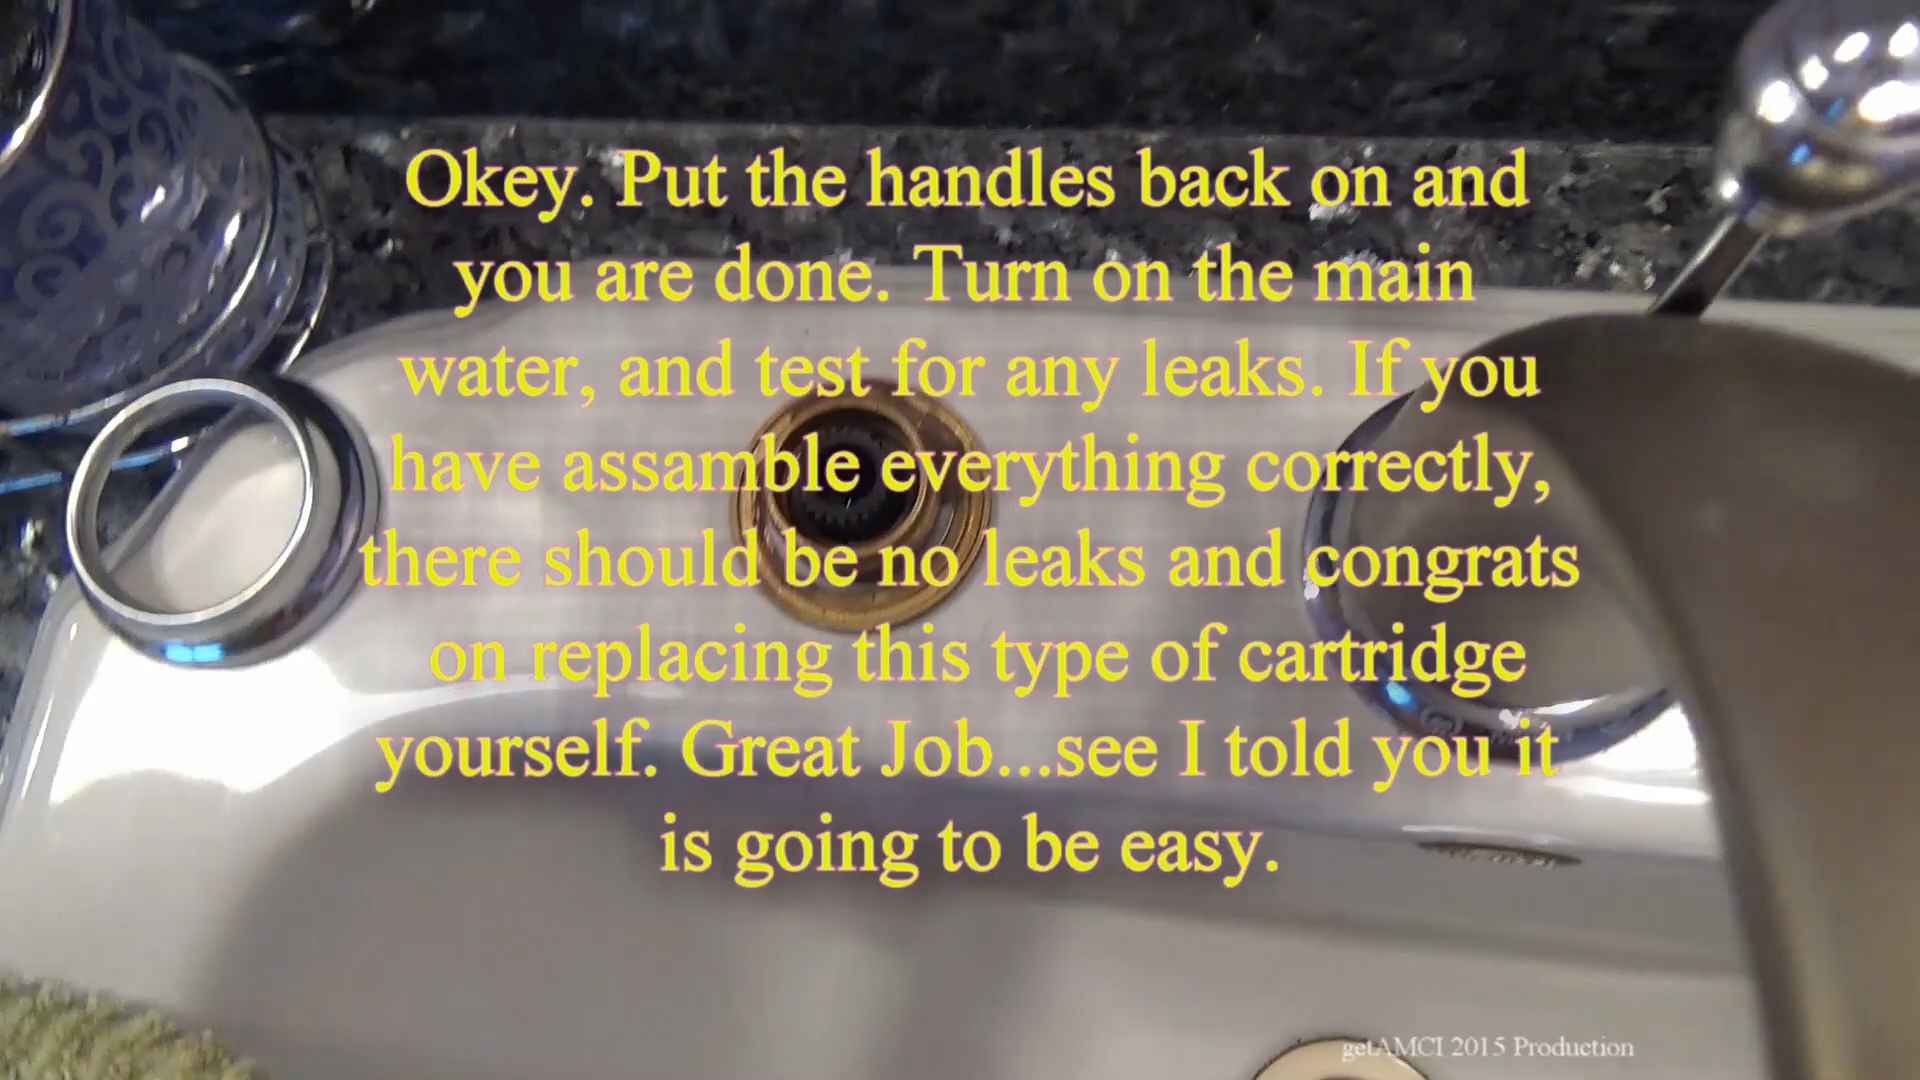 Okey. Put the handles back on and
you are done. Turn on the main
water, and test for any leaks. If you
have assamble everything correctly,
there should be no leaks and congrats
on replacing this type of cartridge
yourself. Great Job...see I told you it
is going to be easy.
getAMCI 2015 Production